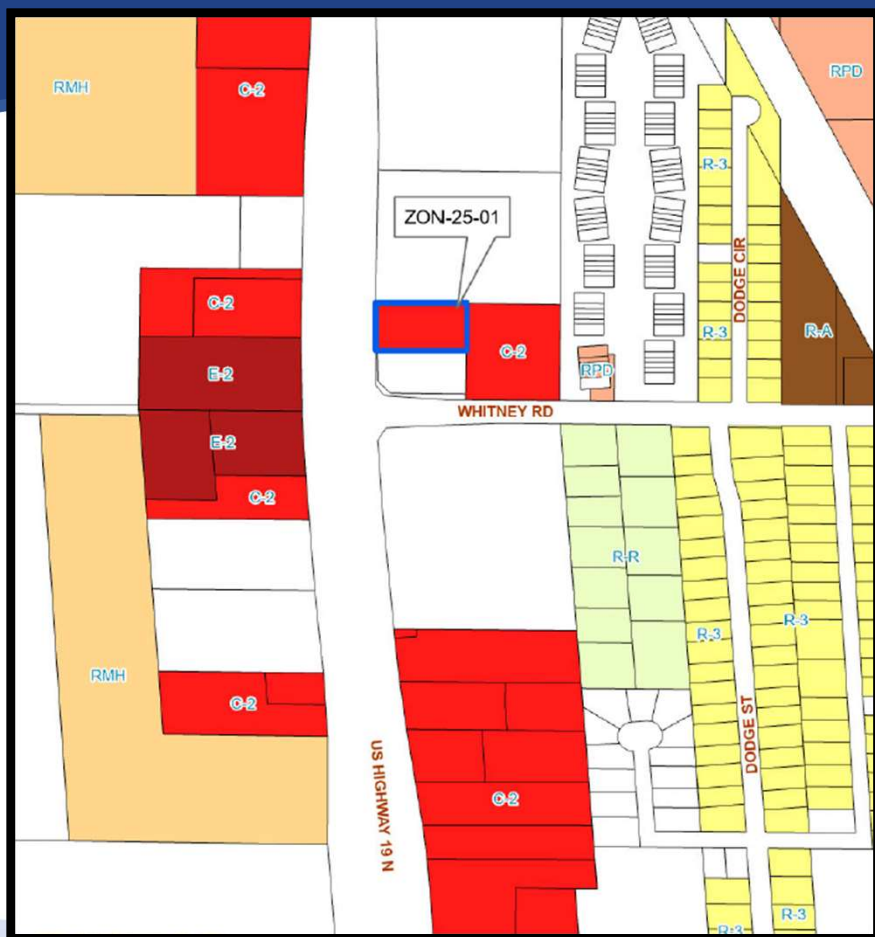 RMH
C-2
RPD
R-3
ZON-25-01
DODGE CIR
C-2
R-3
R-A
C-2
E-2
RPD
WHITNEY RD
E-2
C-2
R-R
R-3
R-3
RMH
C-2
DODGE ST
US HIGHWAY 19 N
C-2
R-3
R-3